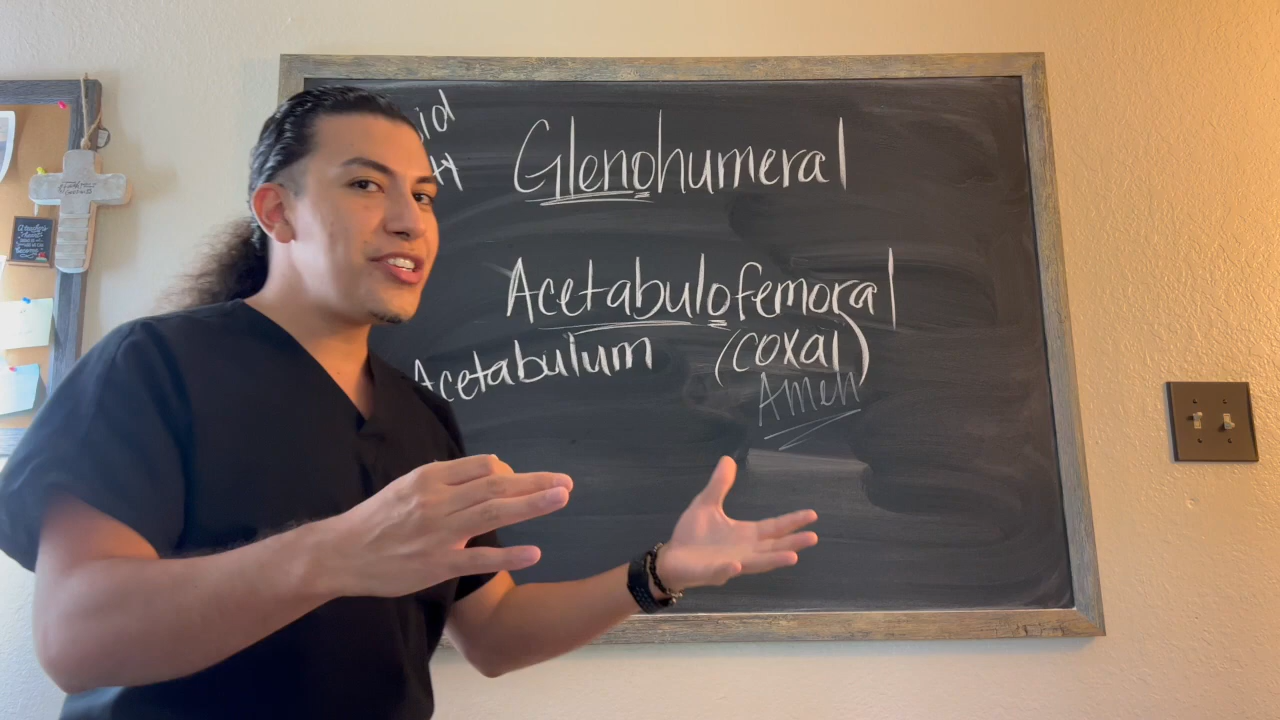 Glenohumeral
Acetabulofemoral
Acetabulum (coxal)
Amen